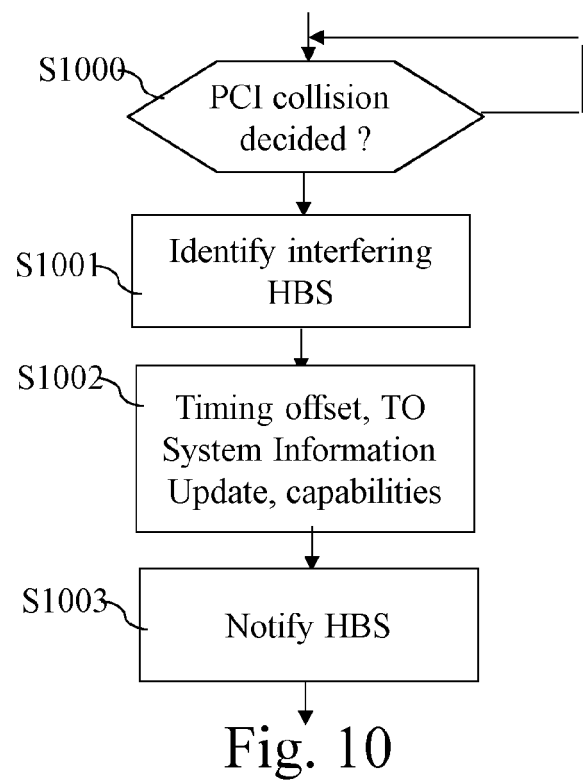 S1000
PCI collision
decided ?
S1001
Identify interfering
HBS
S1002
Timing offset, TO
System Information
Update, capabilities
S1003
Notify HBS
Fig. 10